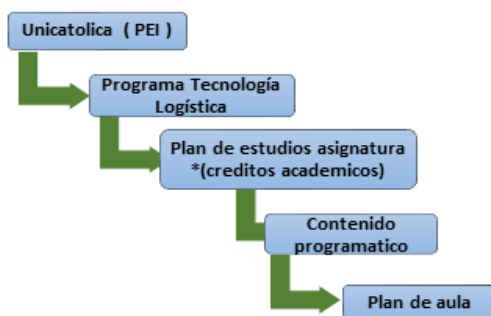 Unicatolica ( PEI )
Programa Tecnología
Logística
Plan de estudios asignatura
*(creditos academicos)
Contenido
programatico
Plan de aula